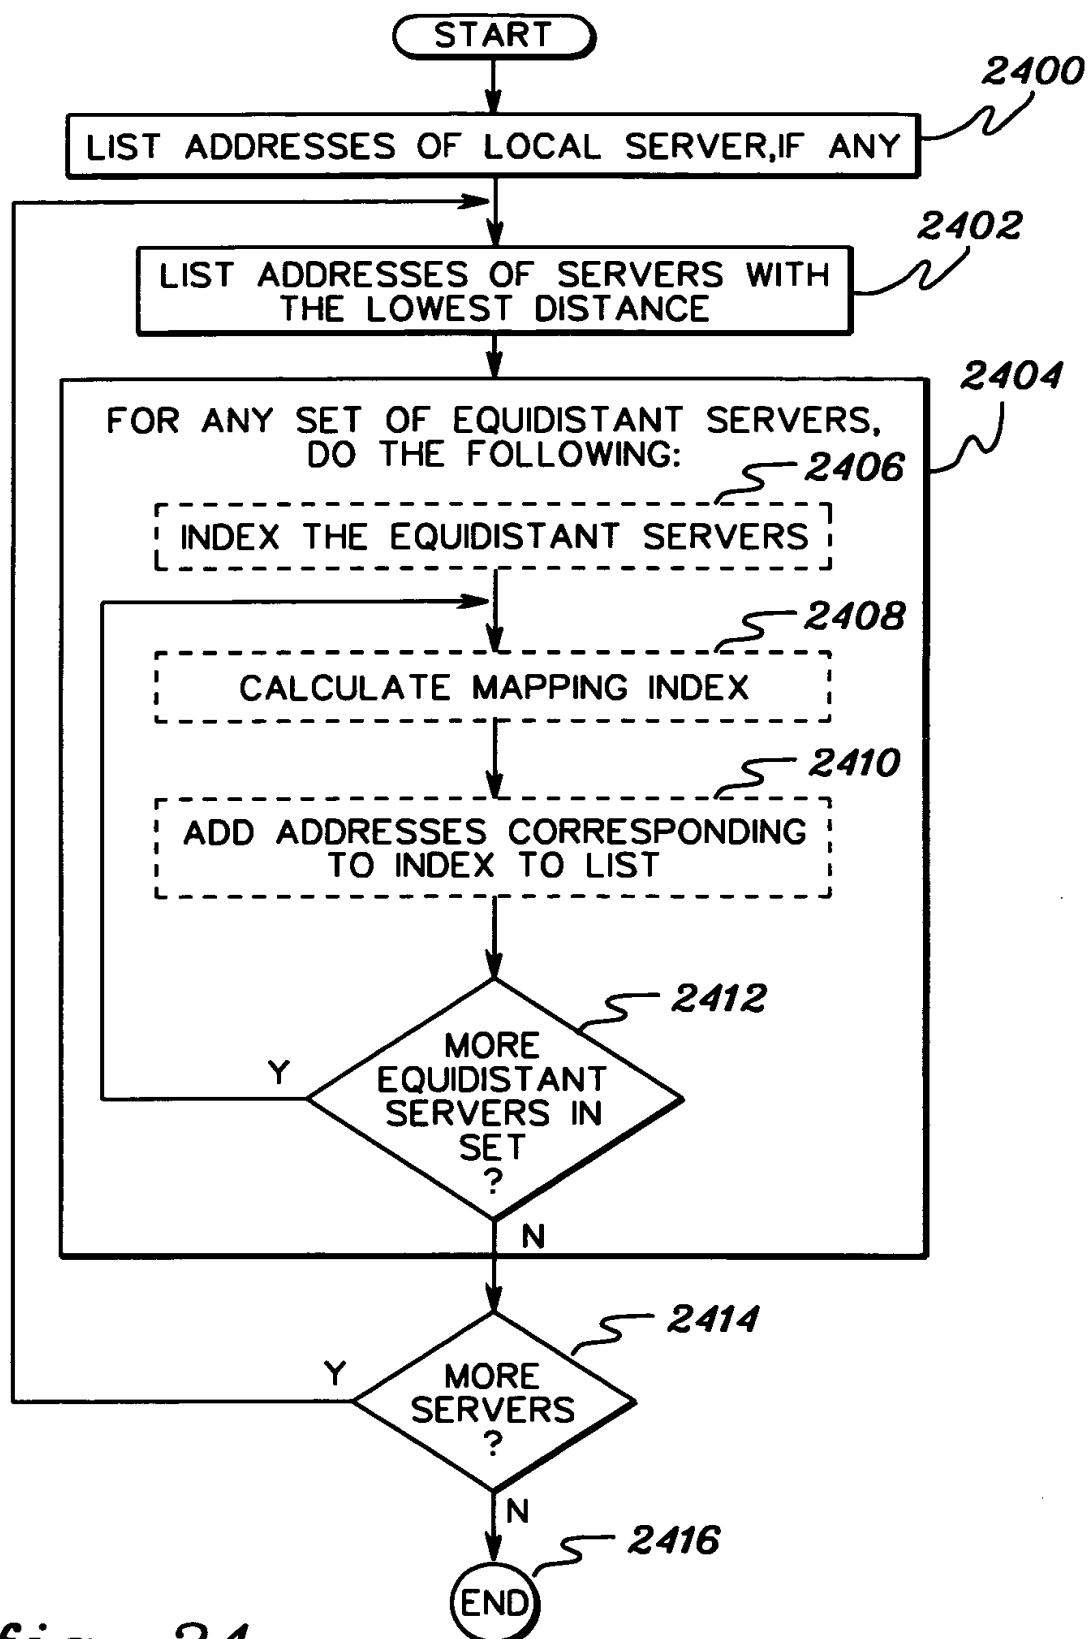 START
2400
LIST ADDRESSES OF LOCAL SERVER,IF ANY
2402
LIST ADDRESSES OF SERVERS WITH
THE LOWEST DISTANCE
2404
FOR ANY SET OF EQUIDISTANT SERVERS,
DO THE FOLLOWING:
2406
INDEX THE EQUIDISTANT SERVERS
2408
CALCULATE MAPPING INDEX
2410
ADD ADDRESSES CORRESPONDING
TO INDEX TO LIST
2412
MORE
EQUIDISTANT
SERVERS IN
SET
?
Y
N
2414
MORE
SERVERS
?
Y
N
2416
END
fig. 24